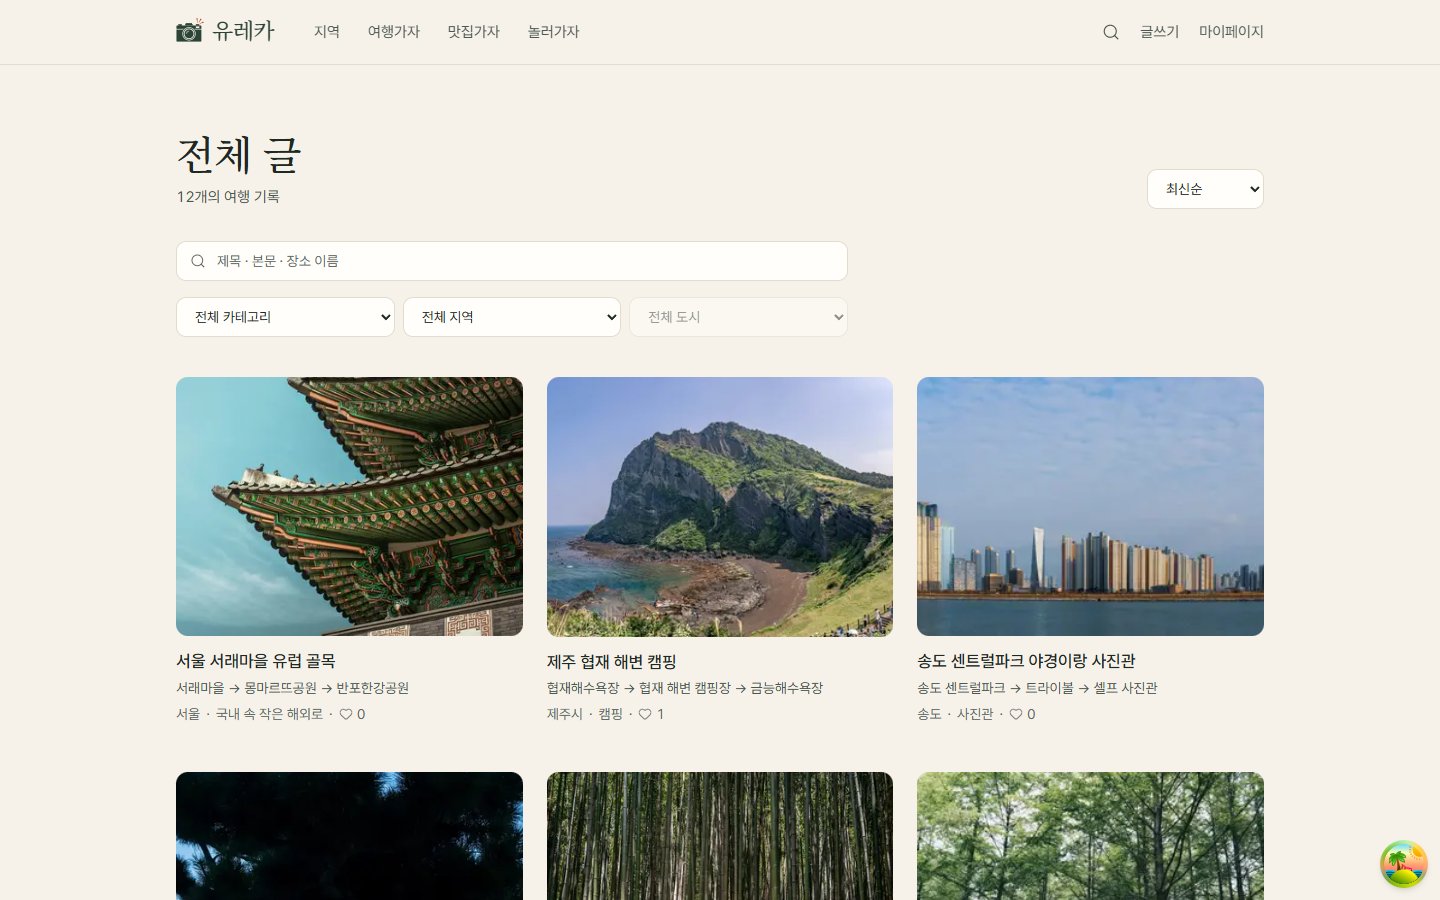 유레카 지역 여행가자 맛집가자 놀러가자 글쓰기 마이페이지
전체 글
12개의 여행 기록
최신순
제목 · 본문 · 장소 이름
전체 카테고리 전체 지역 전체 도시
서울 서래마을 유럽 골목
서래마을 → 몽마르뜨공원 → 반포한강공원
서울 · 국내 속 작은 해외로 · ♡ 0
제주 협재 해변 캠핑
협재해수욕장 → 협재 해변 캠핑장 → 금능해수욕장
제주시 · 캠핑 · ♡ 1
송도 센트럴파크 야경이랑 사진관
송도 센트럴파크 → 트라이볼 → 셀프 사진관
송도 · 사진관 · ♡ 0